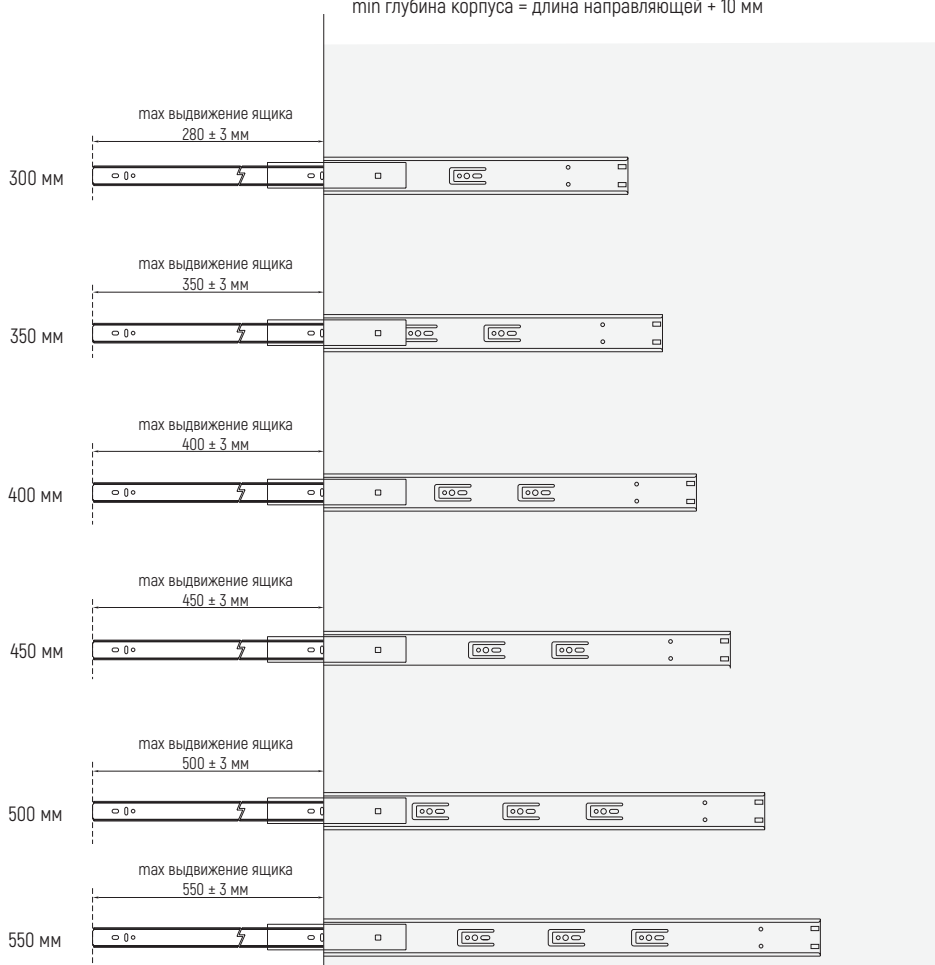 min глубина корпуса = длина направляющей + 10 мм
max выдвижение ящика
280 ± 3 мм
300 мм
max выдвижение ящика
350 ± 3 мм
350 мм
max выдвижение ящика
400 ± 3 мм
400 мм
max выдвижение ящика
450 ± 3 мм
450 мм
max выдвижение ящика
500 ± 3 мм
500 мм
max выдвижение ящика
550 ± 3 мм
550 мм